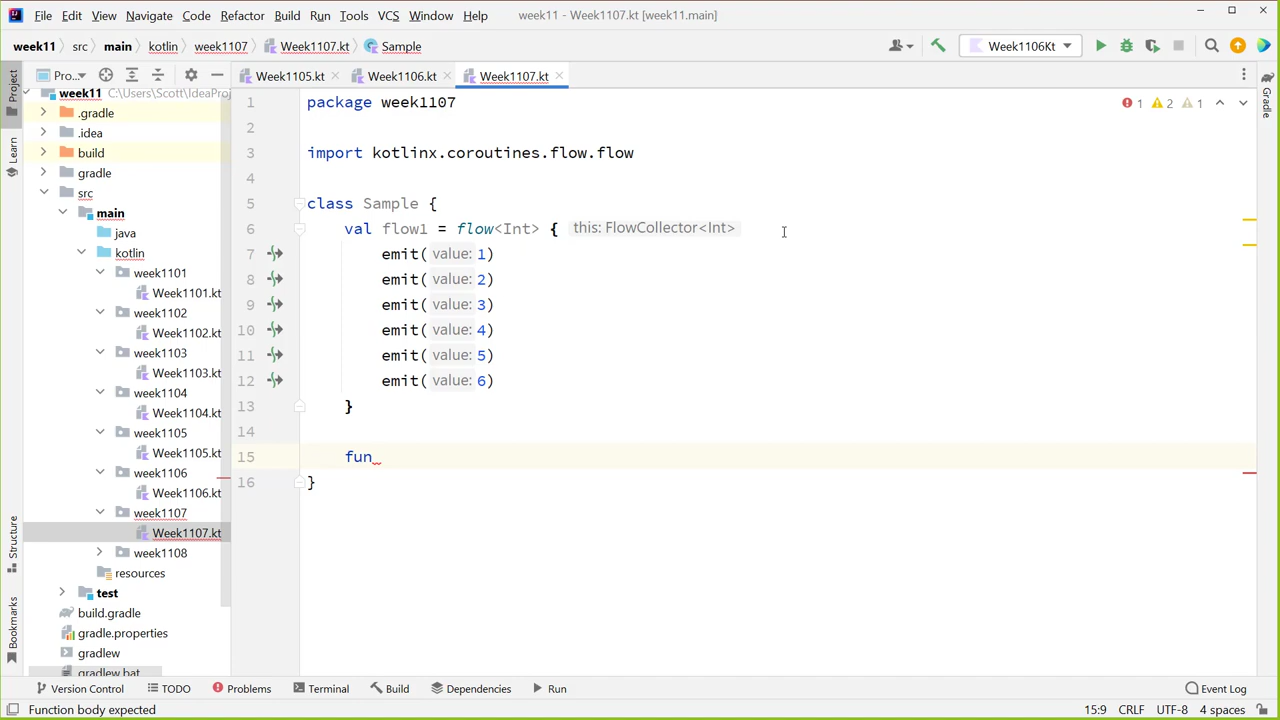 File Edit View Navigate Code Refactor Build Run Tools VCS Window Help week11 - Week1107.kt [week11.main]
week11 src main kotlin week1107 Week1107.kt Sample Week1106Kt
Project Pro... Week1105.kt Week1106.kt Week1107.kt Gradle
week11 C:\Users\Scott\IdeaProj
.gradle
.idea
build
gradle
src
main
java
kotlin
week1101
Week1101.kt
week1102
Week1102.kt
week1103
Week1103.kt
week1104
Week1104.kt
week1105
Week1105.kt
week1106
Week1106.kt
week1107
Week1107.kt
week1108
resources
test
build.gradle
gradle.properties
gradlew
gradlew.bat
Learn
Structure
Bookmarks
1 package week1107 1 2 1
2
3 import kotlinx.coroutines.flow.flow
4
5 class Sample {
6 val flow1 = flow<Int> { this: FlowCollector<Int>
7 emit( value: 1)
8 emit( value: 2)
9 emit( value: 3)
10 emit( value: 4)
11 emit( value: 5)
12 emit( value: 6)
13 }
14
15 fun
16 }
Version Control TODO Problems Terminal Build Dependencies Run Event Log
Function body expected 15:9 CRLF UTF-8 4 spaces